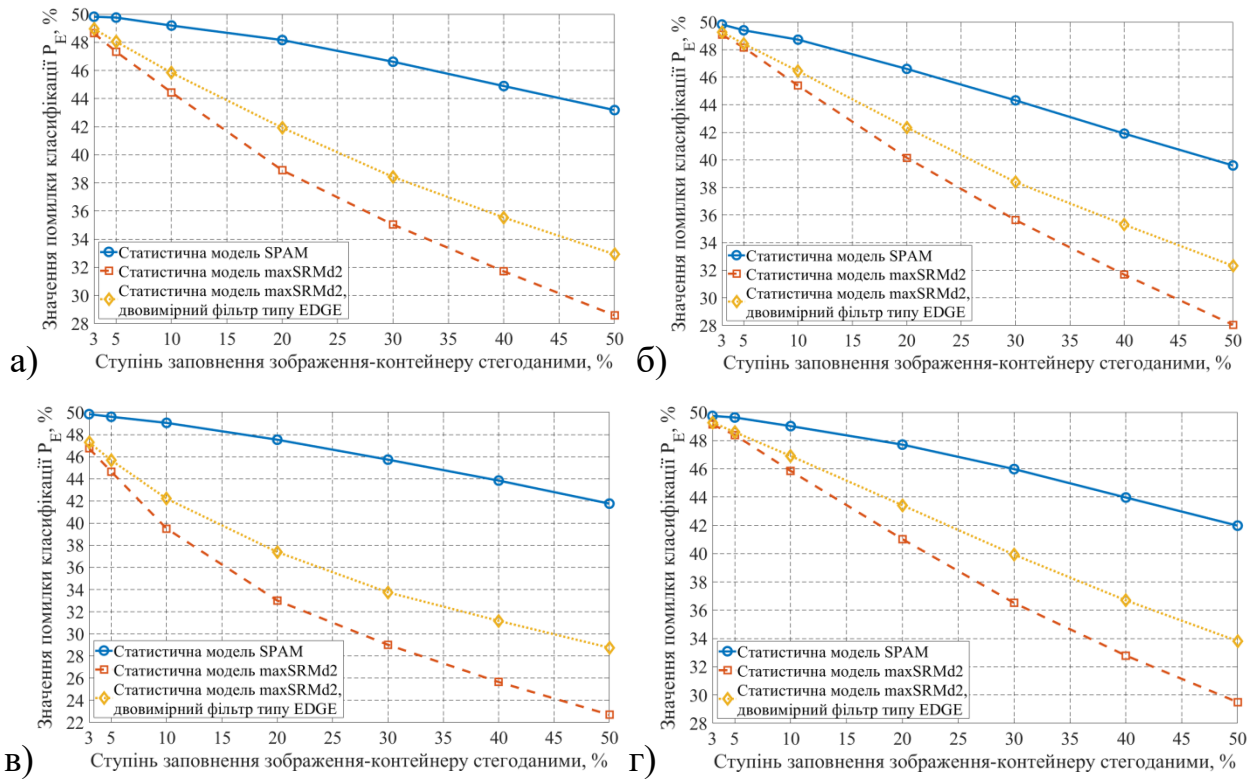 Значення помилки класифікації P_E, %
50
48
46
44
42
40
38
36
34
32
30
28
Статистична модель SPAM
Статистична модель maxSRMd2
Статистична модель maxSRMd2,
двовимірний фільтр типу EDGE
3 5 10 15 20 25 30 35 40 45 50
Ступінь заповнення зображення-контейнеру стегоданими, %
а)
Значення помилки класифікації P_E, %
50
48
46
44
42
40
38
36
34
32
30
28
Статистична модель SPAM
Статистична модель maxSRMd2
Статистична модель maxSRMd2,
двовимірний фільтр типу EDGE
3 5 10 15 20 25 30 35 40 45 50
Ступінь заповнення зображення-контейнеру стегоданими, %
б)
Значення помилки класифікації P_E, %
50
48
46
44
42
40
38
36
34
32
30
28
26
24
22
Статистична модель SPAM
Статистична модель maxSRMd2
Статистична модель maxSRMd2,
двовимірний фільтр типу EDGE
3 5 10 15 20 25 30 35 40 45 50
Ступінь заповнення зображення-контейнеру стегоданими, %
в)
Значення помилки класифікації P_E, %
50
48
46
44
42
40
38
36
34
32
30
28
Статистична модель SPAM
Статистична модель maxSRMd2
Статистична модель maxSRMd2,
двовимірний фільтр типу EDGE
3 5 10 15 20 25 30 35 40 45 50
Ступінь заповнення зображення-контейнеру стегоданими, %
г)